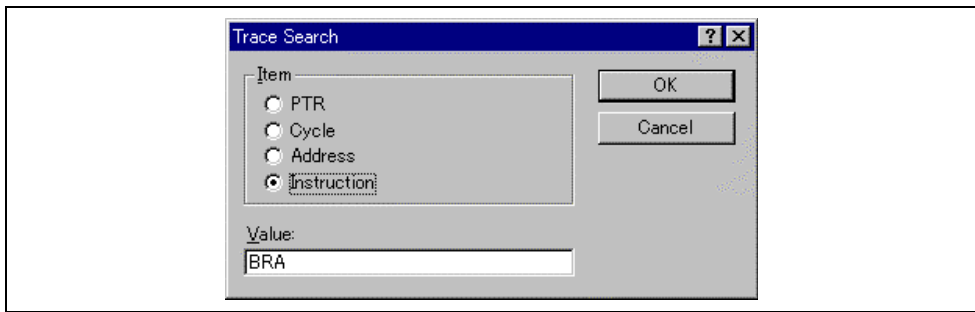 Trace Search
Item
PTR
Cycle
Address
Instruction
OK
Cancel
Value:
BRA